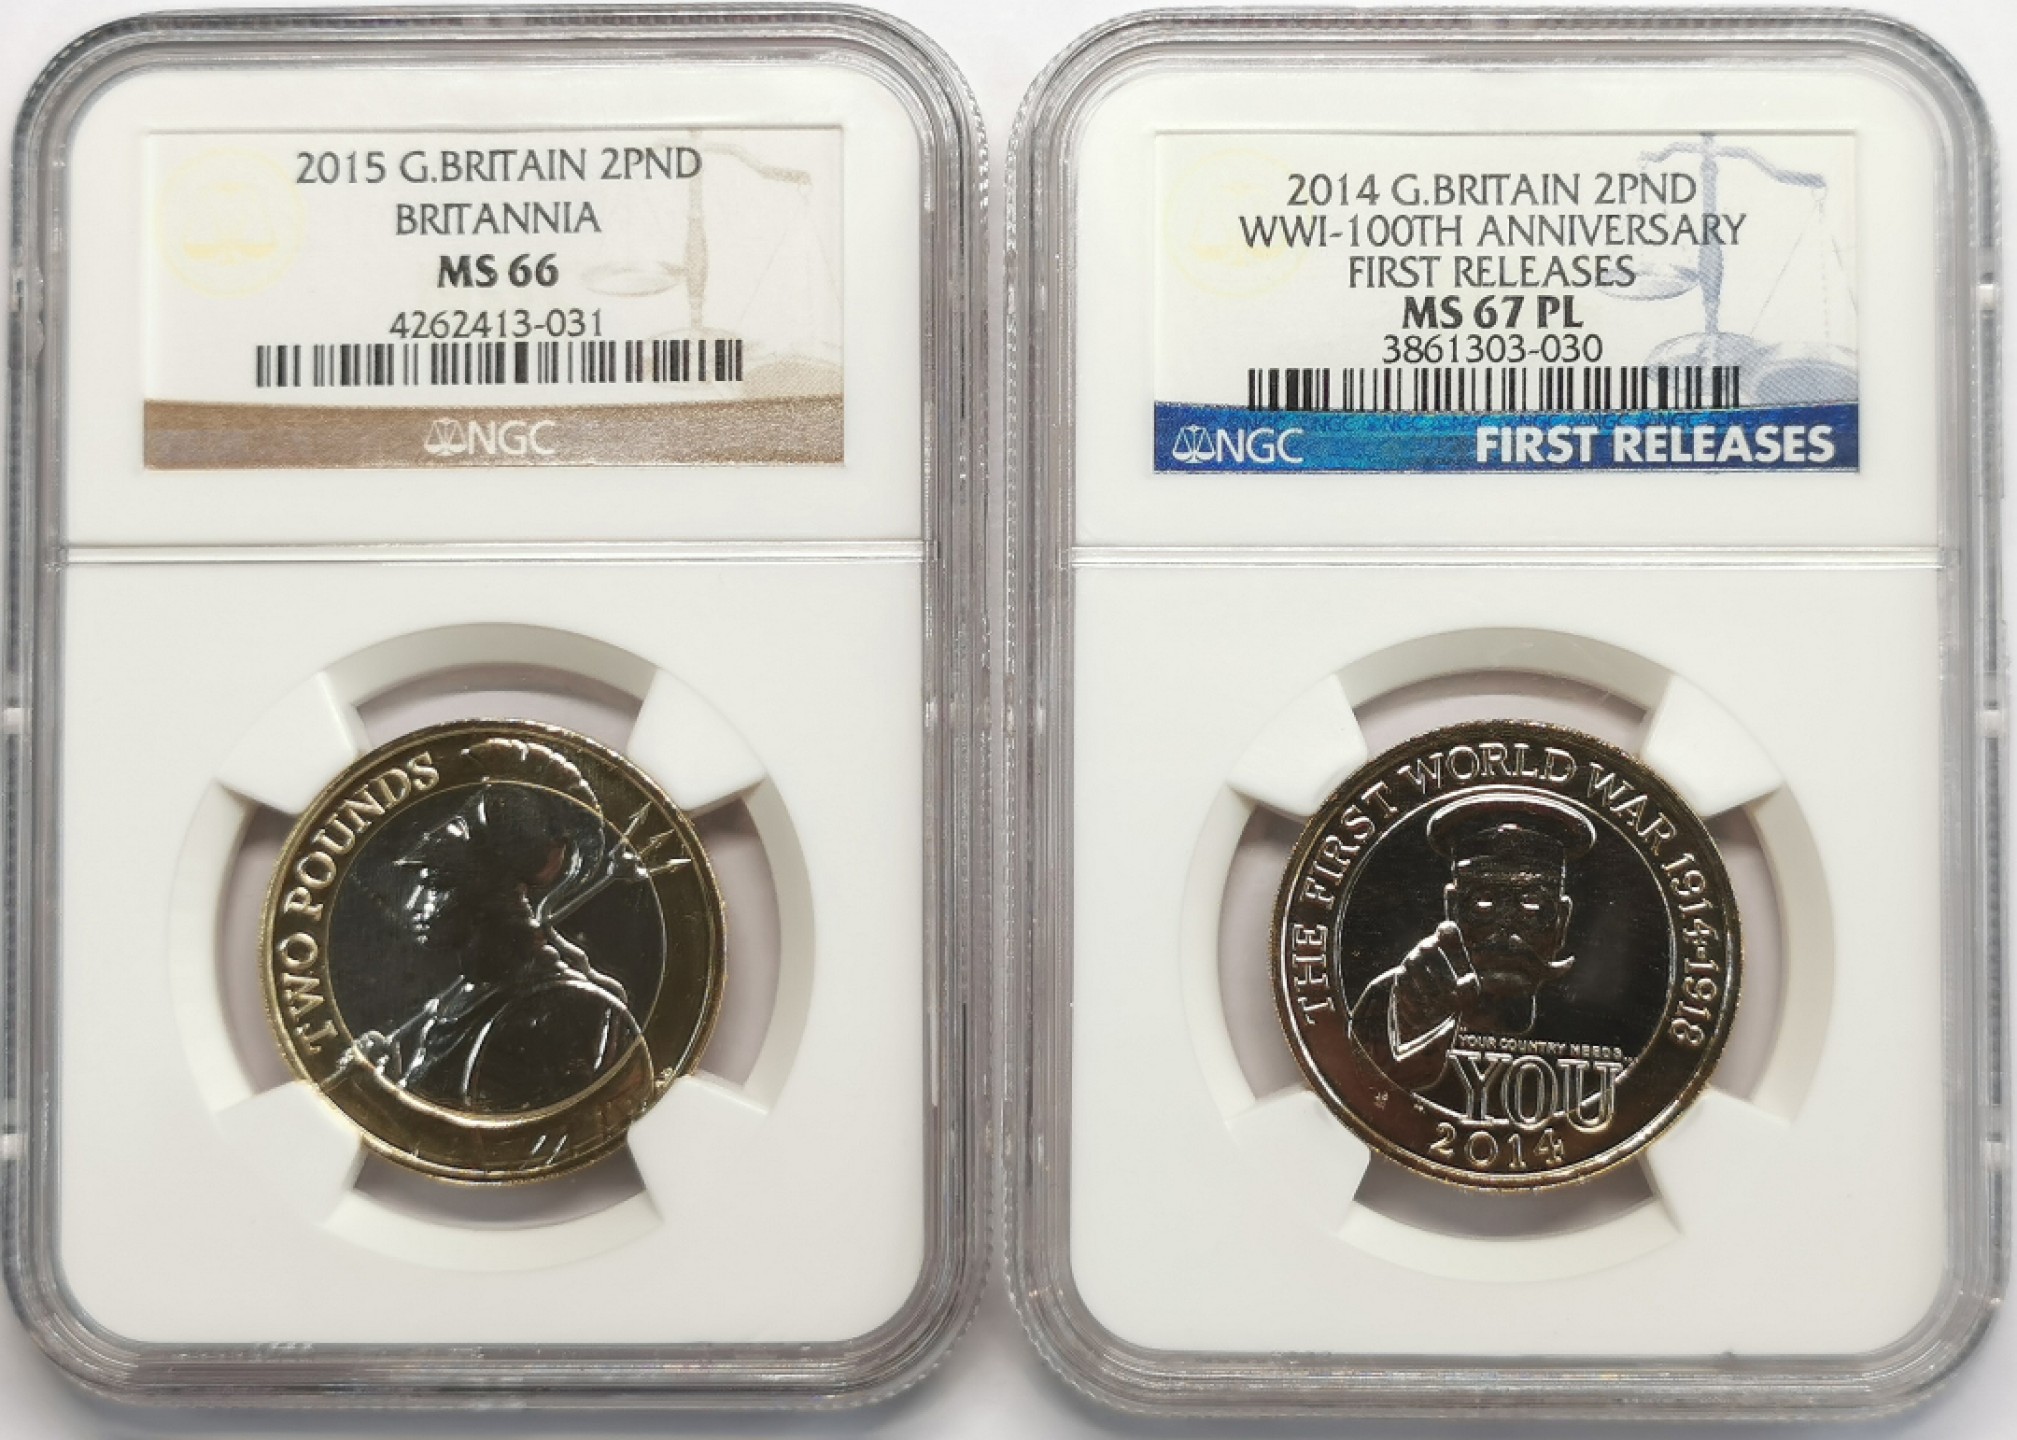 2015 G.BRITAIN 2PND
BRITANNIA
MS 66
4262413-031
NGC
TWO POUNDS
2014 G.BRITAIN 2PND
WWI-100TH ANNIVERSARY
FIRST RELEASES
MS 67 PL
3861303-030
NGC FIRST RELEASES
THE FIRST WORLD WAR 1914-1918
YOUR COUNTRY NEEDS...
YOU
2014